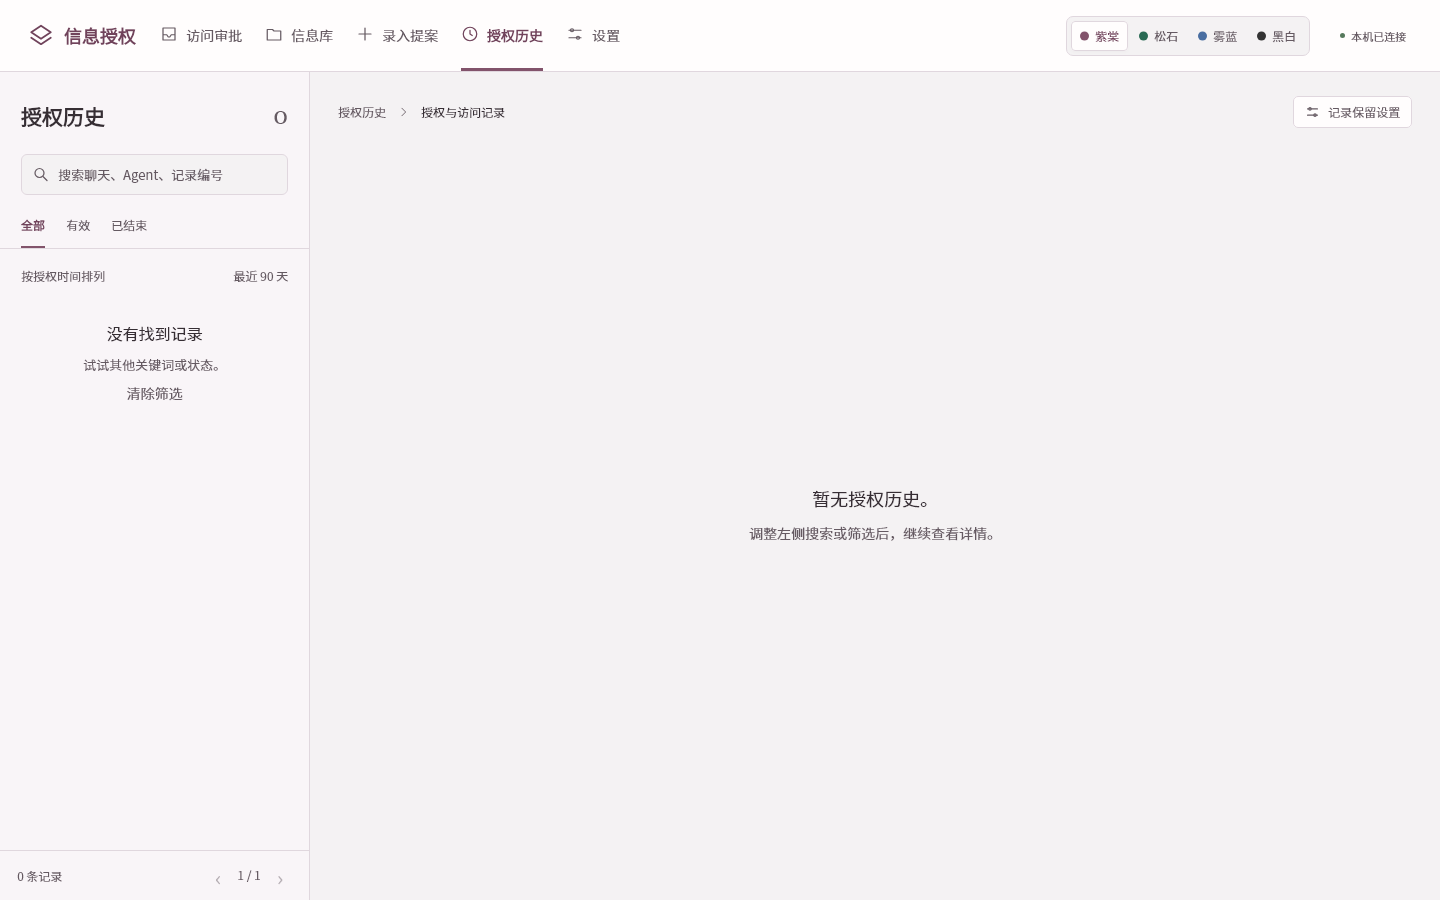 信息授权
访问审批
信息库
录入提案
授权历史
设置
紫棠
松石
雾蓝
黑白
本机已连接
授权历史
0
搜索聊天、Agent、记录编号
全部
有效
已结束
按授权时间排列
最近 90 天
没有找到记录
试试其他关键词或状态。
清除筛选
0 条记录
‹
1 / 1
›
授权历史
授权与访问记录
记录保留设置
暂无授权历史。
调整左侧搜索或筛选后，继续查看详情。